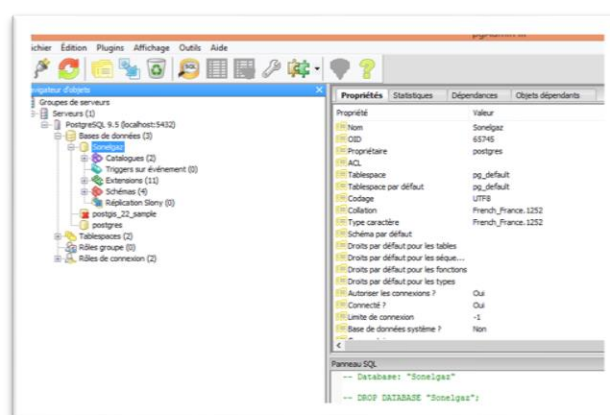 ichier Édition Plugins Affichage Outils Aide
Groupes de serveurs
Serveurs (1)
PostgreSQL 9.5 (localhost:5432)
Bases de données (3)
Sonelgaz
Catalogues (2)
Triggers sur événement (0)
Extensions (11)
Schémas (4)
Réplication Slony (0)
postgis_22_sample
postgres
Tablespaces (2)
Rôles groupe (0)
Rôles de connexion (2)
Propriétés Statistiques Dépendances Objets dépendants
Propriété Valeur
Nom Sonelgaz
OID 65745
Propriétaire postgres
ACL
Tablespace pg_default
Tablespace par défaut pg_default
Codage UTF8
Collation French_France.1252
Type caractère French_France.1252
Schéma par défaut
Droits par défaut pour les tables
Droits par défaut pour les séque...
Droits par défaut pour les fonctions
Droits par défaut pour les types
Autoriser les connexions ? Oui
Connecté ? Oui
Limite de connexion -1
Base de données système ? Non
Panneau SQL
-- Database: "Sonelgaz"
-- DROP DATABASE "Sonelgaz";